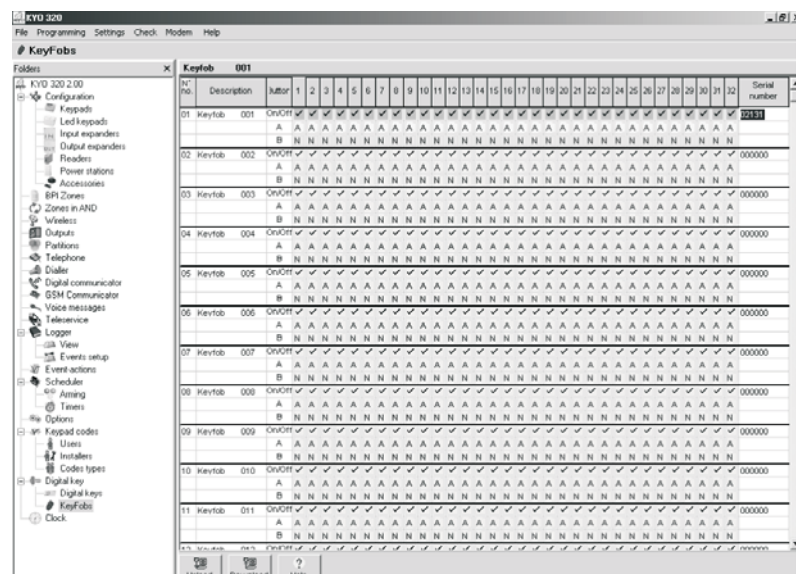 KYO 320
File Programming Settings Check Modem Help
KeyFobs
Folders
KYO 320 2.00
Configuration
Keypads
Led keypads
Input expanders
Output expanders
Readers
Power stations
Accessories
BPI Zones
Zones in AND
Wireless
Outputs
Partitions
Telephone
Dialler
Digital communicator
GSM Communicator
Voice messages
Teleservice
Logger
View
Events setup
Event-actions
Scheduler
Arming
Timers
Options
Keypad codes
Users
Installers
Codes types
Digital key
Digital keys
KeyFobs
Clock
Keyfob 001
N° no. Description Button 1 2 3 4 5 6 7 8 9 10 11 12 13 14 15 16 17 18 19 20 21 22 23 24 25 26 27 28 29 30 31 32 Serial number
01 Keyfob 001 On/Off ✓ ✓ ✓ ✓ ✓ ✓ ✓ ✓ ✓ ✓ ✓ ✓ ✓ ✓ ✓ ✓ ✓ ✓ ✓ ✓ ✓ ✓ ✓ ✓ ✓ ✓ ✓ ✓ ✓ ✓ ✓ ✓ 02131
A A A A A A A A A A A A A A A A A A A A A A A A A A A A A A A A A
B N N N N N N N N N N N N N N N N N N N N N N N N N N N N N N N N
02 Keyfob 002 On/Off ✓ ✓ ✓ ✓ ✓ ✓ ✓ ✓ ✓ ✓ ✓ ✓ ✓ ✓ ✓ ✓ ✓ ✓ ✓ ✓ ✓ ✓ ✓ ✓ ✓ ✓ ✓ ✓ ✓ ✓ ✓ ✓ 000000
A A A A A A A A A A A A A A A A A A A A A A A A A A A A A A A A A
B N N N N N N N N N N N N N N N N N N N N N N N N N N N N N N N N
03 Keyfob 003 On/Off ✓ ✓ ✓ ✓ ✓ ✓ ✓ ✓ ✓ ✓ ✓ ✓ ✓ ✓ ✓ ✓ ✓ ✓ ✓ ✓ ✓ ✓ ✓ ✓ ✓ ✓ ✓ ✓ ✓ ✓ ✓ ✓ 000000
A A A A A A A A A A A A A A A A A A A A A A A A A A A A A A A A A
B N N N N N N N N N N N N N N N N N N N N N N N N N N N N N N N N
04 Keyfob 004 On/Off ✓ ✓ ✓ ✓ ✓ ✓ ✓ ✓ ✓ ✓ ✓ ✓ ✓ ✓ ✓ ✓ ✓ ✓ ✓ ✓ ✓ ✓ ✓ ✓ ✓ ✓ ✓ ✓ ✓ ✓ ✓ ✓ 000000
A A A A A A A A A A A A A A A A A A A A A A A A A A A A A A A A A
B N N N N N N N N N N N N N N N N N N N N N N N N N N N N N N N N
05 Keyfob 005 On/Off ✓ ✓ ✓ ✓ ✓ ✓ ✓ ✓ ✓ ✓ ✓ ✓ ✓ ✓ ✓ ✓ ✓ ✓ ✓ ✓ ✓ ✓ ✓ ✓ ✓ ✓ ✓ ✓ ✓ ✓ ✓ ✓ 000000
A A A A A A A A A A A A A A A A A A A A A A A A A A A A A A A A A
B N N N N N N N N N N N N N N N N N N N N N N N N N N N N N N N N
06 Keyfob 006 On/Off ✓ ✓ ✓ ✓ ✓ ✓ ✓ ✓ ✓ ✓ ✓ ✓ ✓ ✓ ✓ ✓ ✓ ✓ ✓ ✓ ✓ ✓ ✓ ✓ ✓ ✓ ✓ ✓ ✓ ✓ ✓ ✓ 000000
A A A A A A A A A A A A A A A A A A A A A A A A A A A A A A A A A
B N N N N N N N N N N N N N N N N N N N N N N N N N N N N N N N N
07 Keyfob 007 On/Off ✓ ✓ ✓ ✓ ✓ ✓ ✓ ✓ ✓ ✓ ✓ ✓ ✓ ✓ ✓ ✓ ✓ ✓ ✓ ✓ ✓ ✓ ✓ ✓ ✓ ✓ ✓ ✓ ✓ ✓ ✓ ✓ 000000
A A A A A A A A A A A A A A A A A A A A A A A A A A A A A A A A A
B N N N N N N N N N N N N N N N N N N N N N N N N N N N N N N N N
08 Keyfob 008 On/Off ✓ ✓ ✓ ✓ ✓ ✓ ✓ ✓ ✓ ✓ ✓ ✓ ✓ ✓ ✓ ✓ ✓ ✓ ✓ ✓ ✓ ✓ ✓ ✓ ✓ ✓ ✓ ✓ ✓ ✓ ✓ ✓ 000000
A A A A A A A A A A A A A A A A A A A A A A A A A A A A A A A A A
B N N N N N N N N N N N N N N N N N N N N N N N N N N N N N N N N
09 Keyfob 009 On/Off ✓ ✓ ✓ ✓ ✓ ✓ ✓ ✓ ✓ ✓ ✓ ✓ ✓ ✓ ✓ ✓ ✓ ✓ ✓ ✓ ✓ ✓ ✓ ✓ ✓ ✓ ✓ ✓ ✓ ✓ ✓ ✓ 000000
A A A A A A A A A A A A A A A A A A A A A A A A A A A A A A A A A
B N N N N N N N N N N N N N N N N N N N N N N N N N N N N N N N N
10 Keyfob 010 On/Off ✓ ✓ ✓ ✓ ✓ ✓ ✓ ✓ ✓ ✓ ✓ ✓ ✓ ✓ ✓ ✓ ✓ ✓ ✓ ✓ ✓ ✓ ✓ ✓ ✓ ✓ ✓ ✓ ✓ ✓ ✓ ✓ 000000
A A A A A A A A A A A A A A A A A A A A A A A A A A A A A A A A A
B N N N N N N N N N N N N N N N N N N N N N N N N N N N N N N N N
11 Keyfob 011 On/Off ✓ ✓ ✓ ✓ ✓ ✓ ✓ ✓ ✓ ✓ ✓ ✓ ✓ ✓ ✓ ✓ ✓ ✓ ✓ ✓ ✓ ✓ ✓ ✓ ✓ ✓ ✓ ✓ ✓ ✓ ✓ ✓ 000000
A A A A A A A A A A A A A A A A A A A A A A A A A A A A A A A A A
B N N N N N N N N N N N N N N N N N N N N N N N N N N N N N N N N